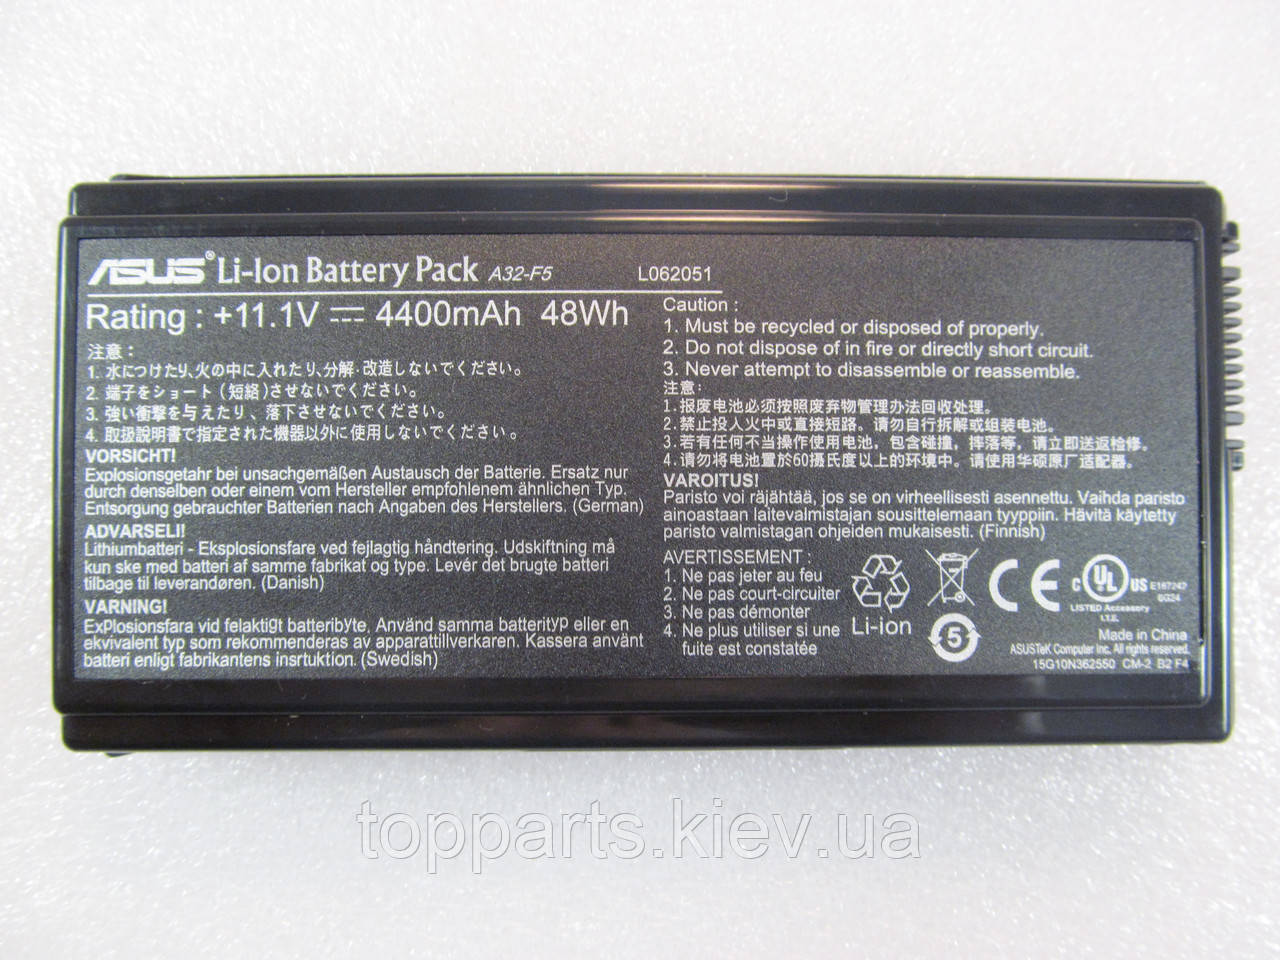 ASUS® Li-Ion Battery Pack A32-F5 L062051
Rating : +11.1V ⎓ 4400mAh 48Wh
注意：
1. 水につけたり、火の中に入れたり、分解・改造しないでください。
2. 端子をショート（短絡）させないでください。
3. 強い衝撃を与えたり、落下させないでください。
4. 取扱説明書で指定された機器以外に使用しないでください。
VORSICHT!
Explosionsgetahr bei unsachgemäßen Austausch der Batterie. Ersatz nur
durch denselben oder einem vom Hersteller empfohlenem ähnlichen Typ.
Entsorgung gebrauchter Batterien nach Angaben des Herstellers. (German)
ADVARSELI!
Lithiumbatteri - Eksplosionsfare ved fejlagtig håndtering. Udskiftning må
kun ske med batteri af samme fabrikat og type. Levér det brugte batteri
tilbage til leverandøren. (Danish)
VARNING!
ExplosionsfaRa vid felaktigt batteribyte, Använd samma batterityp eller en
ekvivalent typ som rekommenderas av apparattillverkaren. Kassera använt
batteri enligt fabrikantens insrtuktion. (Swedish)
Caution :
1. Must be recycled or disposed of properly.
2. Do not dispose of in fire or directly short circuit.
3. Never attempt to disassemble or reassemble.
注意：
1.报废电池必须按照废弃物管理办法回收处理。
2.禁止投入火中或直接短路。请勿自行拆解或组装电池。
3.若有任何不当操作使用电池，包含碰撞，摔落等，请立即送返检修。
4.请勿将电池置於60摄氏度以上的环境中。请使用华硕原厂适配器。
VAROITUS!
Paristo voi räjähtää, jos se on virheellisesti asennettu. Vaihda paristo
ainoastaan laitevalmistajan sousittelemaan tyyppiin. Hävitä käytetty
paristo valmistagan ohjeiden mukaisesti. (Finnish)
AVERTISSEMENT :
1. Ne pas jeter au feu
2. Ne pas court-circuiter
3. Ne pas démonter
4. Ne plus utiliser si une
fuite est constatée
Li-ion
5
CE
c UL US E167242
6G24
LISTED Accessory
I.T.E.
Made in China
ASUSTeK Computer Inc. All rights reserved.
15G10N362550 CM-2 B2 F4
topparts.kiev.ua